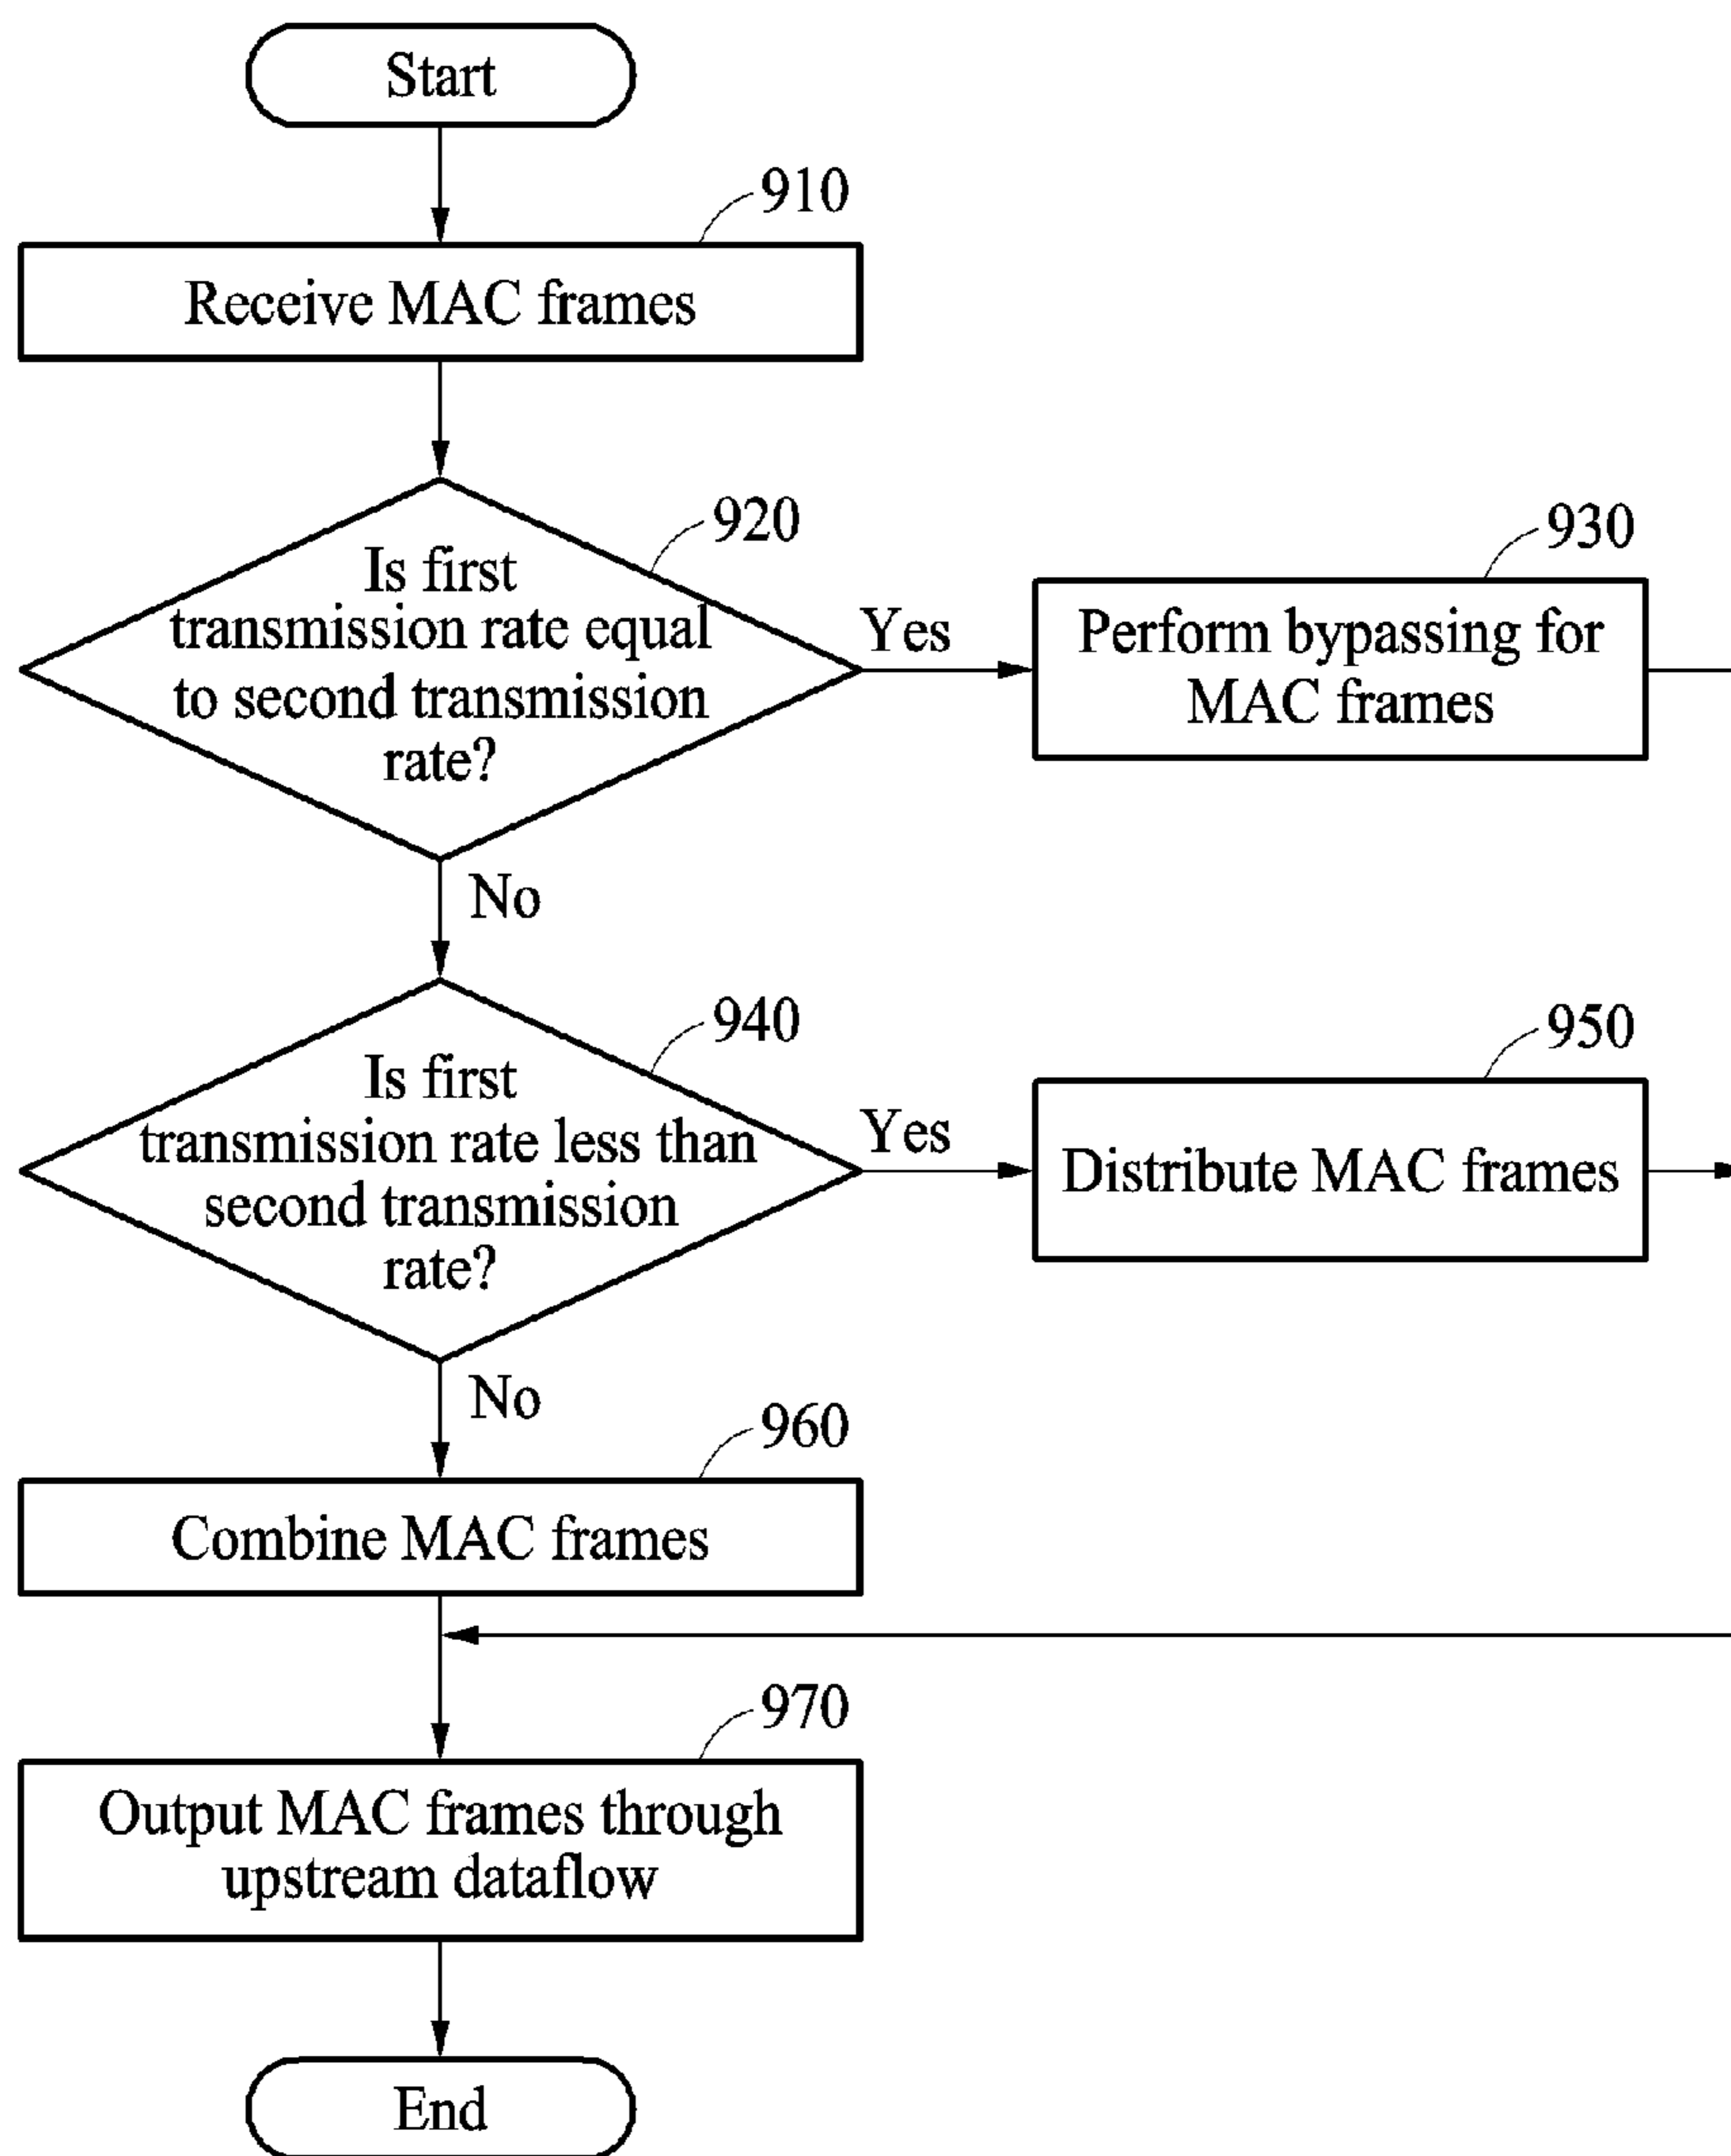 Start
910
Receive MAC frames
920
Is first
transmission rate equal
to second transmission
rate?
Yes
930
Perform bypassing for
MAC frames
No
940
Is first
transmission rate less than
second transmission
rate?
Yes
950
Distribute MAC frames
No
960
Combine MAC frames
970
Output MAC frames through
upstream dataflow
End